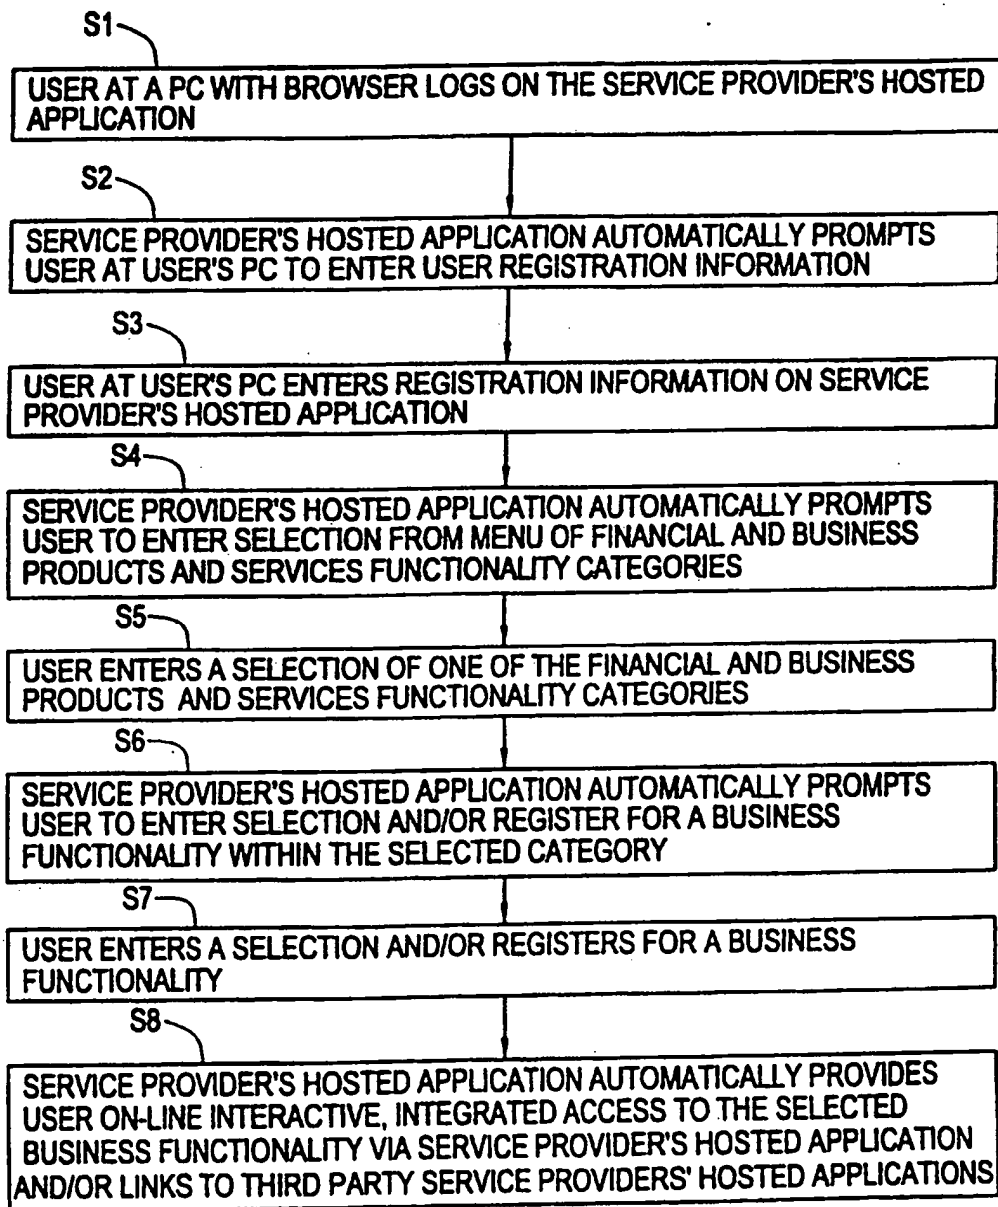 S1
USER AT A PC WITH BROWSER LOGS ON THE SERVICE PROVIDER'S HOSTED
APPLICATION
S2
SERVICE PROVIDER'S HOSTED APPLICATION AUTOMATICALLY PROMPTS
USER AT USER'S PC TO ENTER USER REGISTRATION INFORMATION
S3
USER AT USER'S PC ENTERS REGISTRATION INFORMATION ON SERVICE
PROVIDER'S HOSTED APPLICATION
S4
SERVICE PROVIDER'S HOSTED APPLICATION AUTOMATICALLY PROMPTS
USER TO ENTER SELECTION FROM MENU OF FINANCIAL AND BUSINESS
PRODUCTS AND SERVICES FUNCTIONALITY CATEGORIES
S5
USER ENTERS A SELECTION OF ONE OF THE FINANCIAL AND BUSINESS
PRODUCTS AND SERVICES FUNCTIONALITY CATEGORIES
S6
SERVICE PROVIDER'S HOSTED APPLICATION AUTOMATICALLY PROMPTS
USER TO ENTER SELECTION AND/OR REGISTER FOR A BUSINESS
FUNCTIONALITY WITHIN THE SELECTED CATEGORY
S7
USER ENTERS A SELECTION AND/OR REGISTERS FOR A BUSINESS
FUNCTIONALITY
S8
SERVICE PROVIDER'S HOSTED APPLICATION AUTOMATICALLY PROVIDES
USER ON-LINE INTERACTIVE, INTEGRATED ACCESS TO THE SELECTED
BUSINESS FUNCTIONALITY VIA SERVICE PROVIDER'S HOSTED APPLICATION
AND/OR LINKS TO THIRD PARTY SERVICE PROVIDERS' HOSTED APPLICATIONS